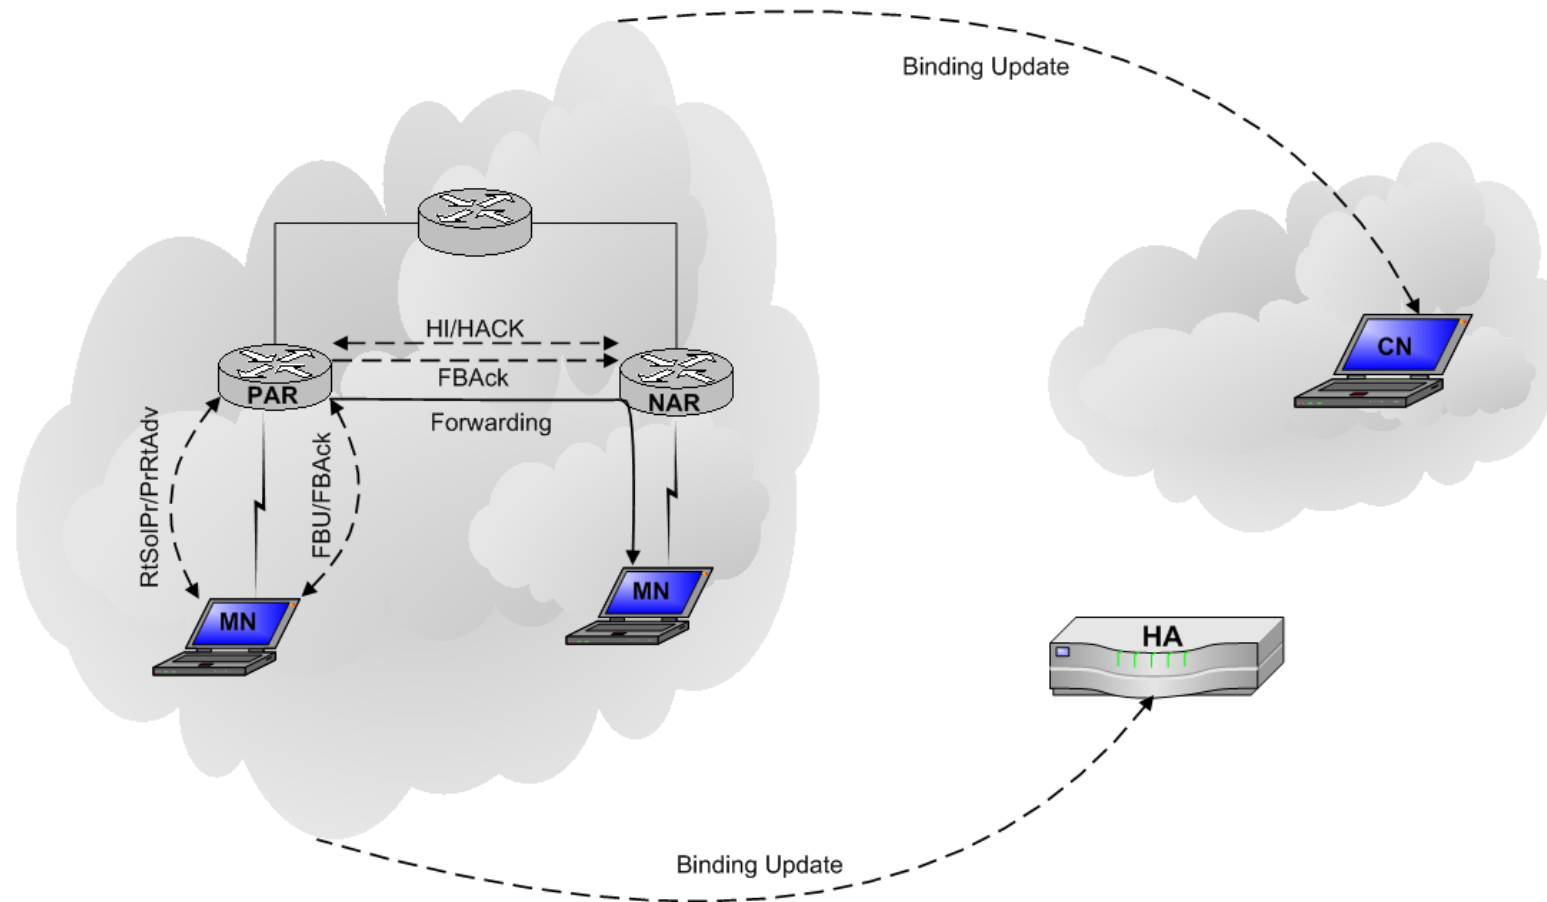 Binding Update
HI/HACK
FBAck
PAR
NAR
Forwarding
CN
RtSolPr/PrRtAdv
FBU/FBAck
MN
MN
HA
Binding Update